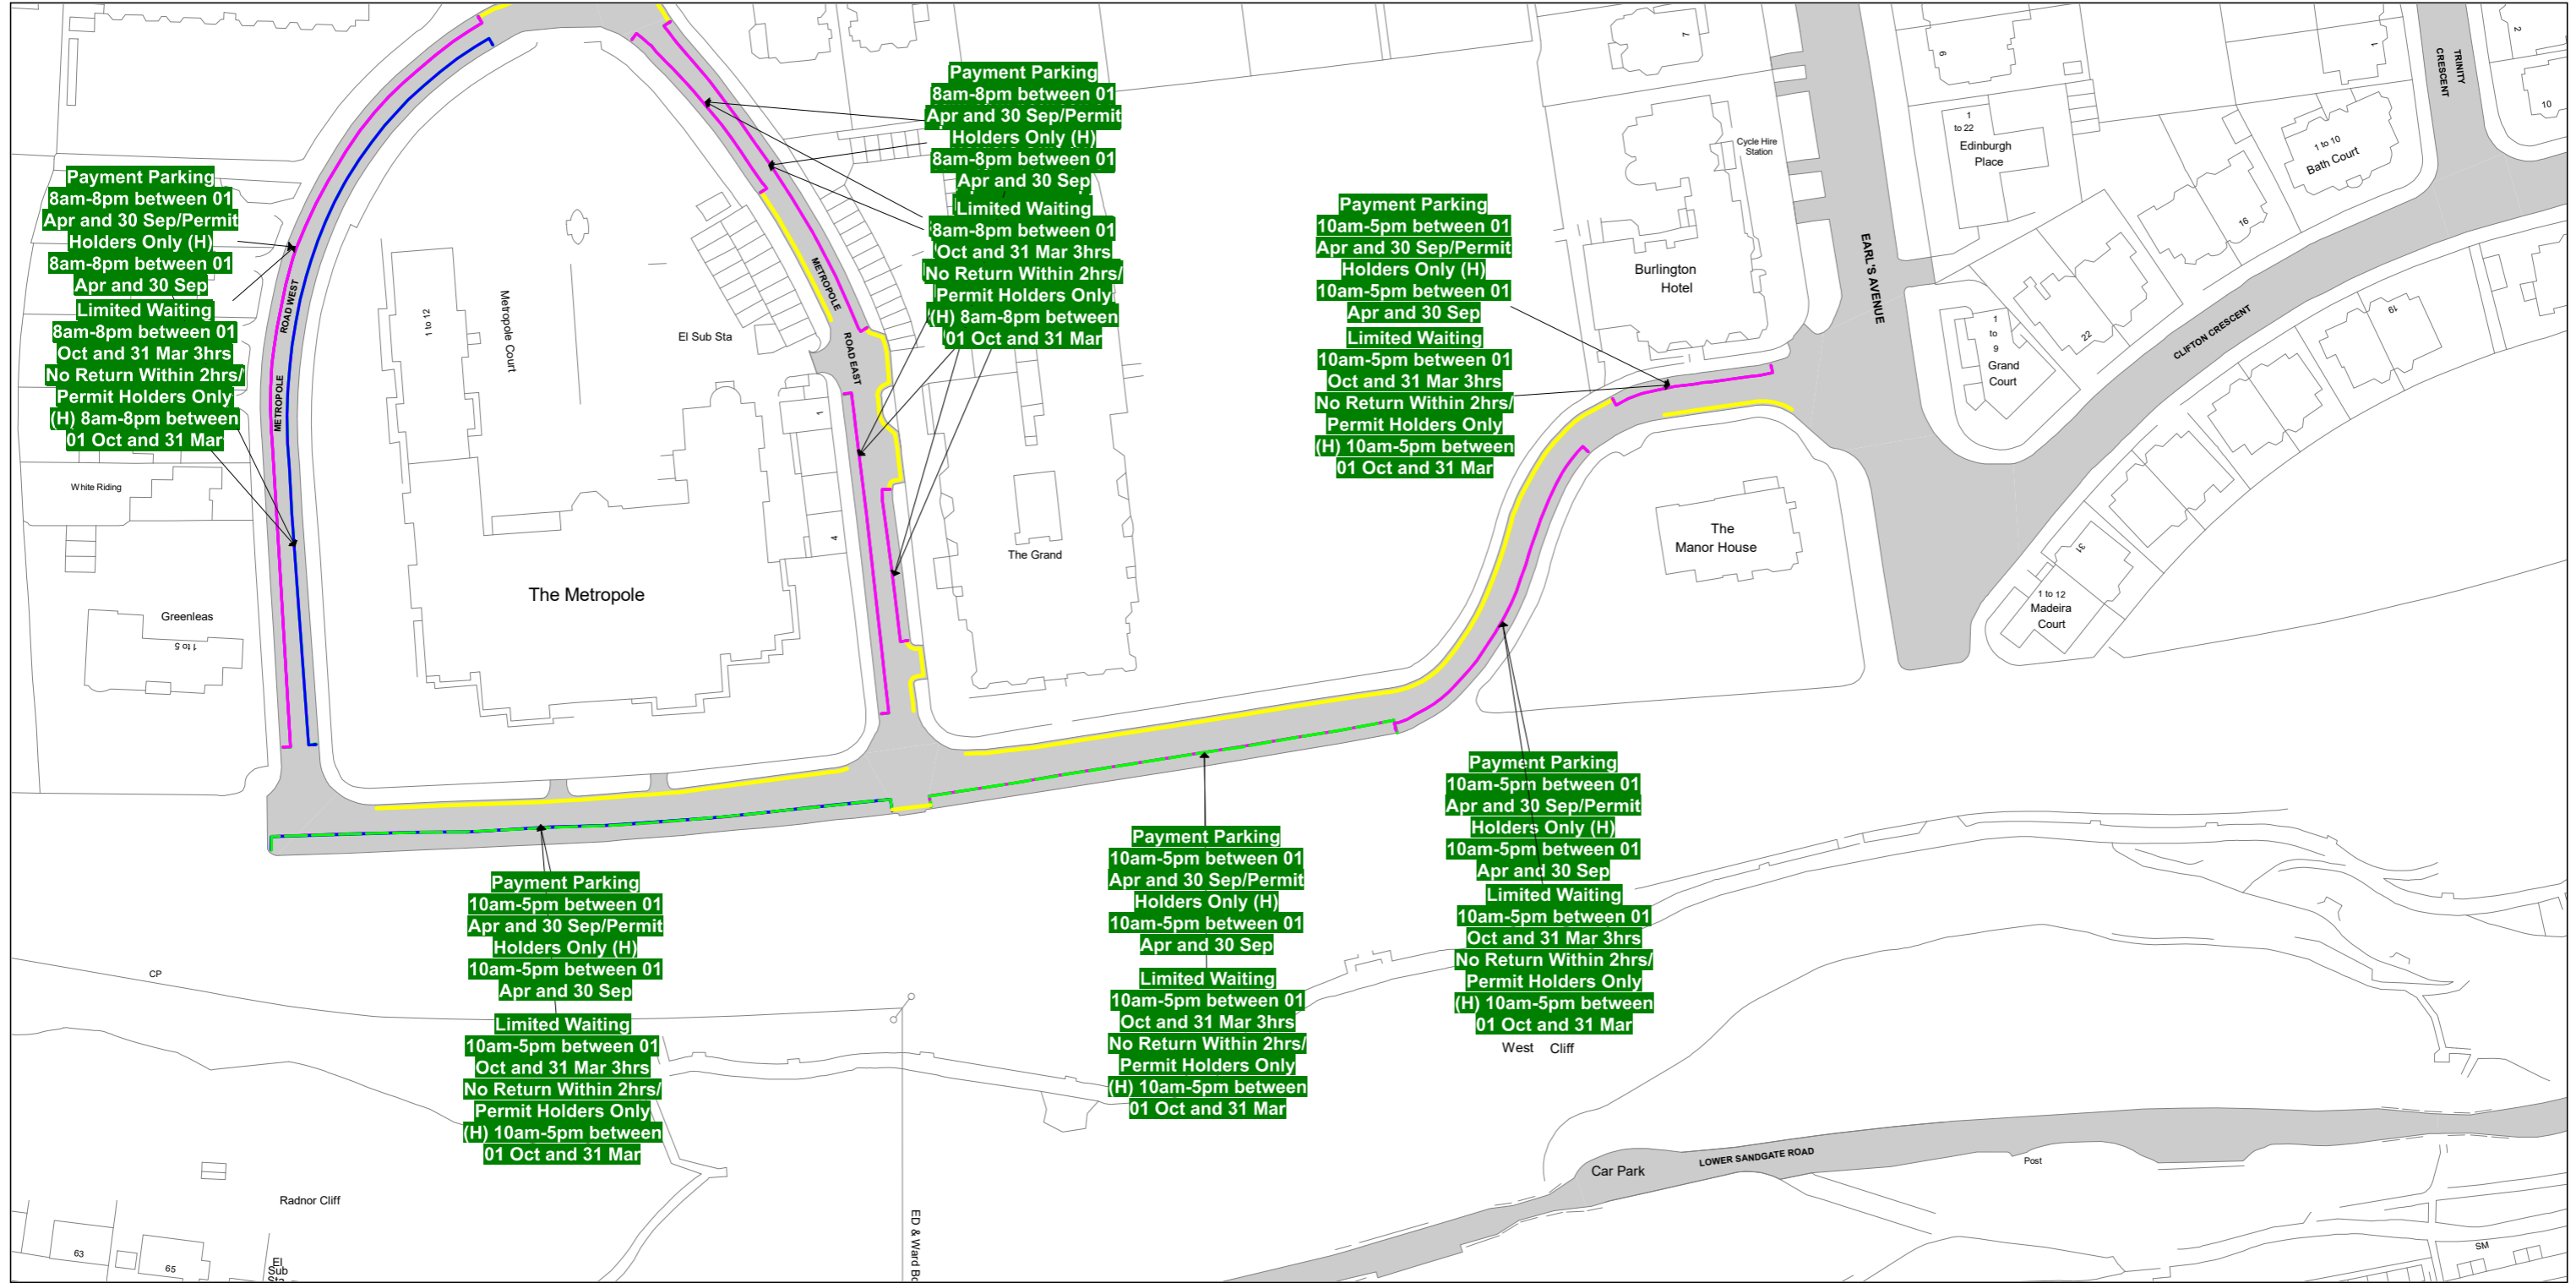 Payment Parking
8am-8pm between 01
Apr and 30 Sep/Permit
Holders Only (H)
8am-8pm between 01
Apr and 30 Sep
Limited Waiting
8am-8pm between 01
Oct and 31 Mar 3hrs
No Return Within 2hrs/
Permit Holders Only
(H) 8am-8pm between
01 Oct and 31 Mar
METROPOLE
ROAD WEST
White Riding
Greenleas
1 to 5
1 to 12
Metropole Court
El Sub Sta
The Metropole
1
4
METROPOLE
ROAD EAST
Payment Parking
8am-8pm between 01
Apr and 30 Sep/Permit
Holders Only (H)
8am-8pm between 01
Apr and 30 Sep
Limited Waiting
8am-8pm between 01
Oct and 31 Mar 3hrs
No Return Within 2hrs/
Permit Holders Only
(H) 8am-8pm between
01 Oct and 31 Mar
The Grand
Payment Parking
10am-5pm between 01
Apr and 30 Sep/Permit
Holders Only (H)
10am-5pm between 01
Apr and 30 Sep
Limited Waiting
10am-5pm between 01
Oct and 31 Mar 3hrs
No Return Within 2hrs/
Permit Holders Only
(H) 10am-5pm between
01 Oct and 31 Mar
7
Cycle Hire
Station
Burlington
Hotel
EARL'S AVENUE
The
Manor House
9
1
to 22
Edinburgh
Place
1
1 to 10
Bath Court
TRINITY
CRESCENT
2
10
16
22
1
to
9
Grand
Court
CLIFTON CRESCENT
19
31
1 to 12
Madeira
Court
Payment Parking
10am-5pm between 01
Apr and 30 Sep/Permit
Holders Only (H)
10am-5pm between 01
Apr and 30 Sep
Limited Waiting
10am-5pm between 01
Oct and 31 Mar 3hrs
No Return Within 2hrs/
Permit Holders Only
(H) 10am-5pm between
01 Oct and 31 Mar
Payment Parking
10am-5pm between 01
Apr and 30 Sep/Permit
Holders Only (H)
10am-5pm between 01
Apr and 30 Sep
Limited Waiting
10am-5pm between 01
Oct and 31 Mar 3hrs
No Return Within 2hrs/
Permit Holders Only
(H) 10am-5pm between
01 Oct and 31 Mar
Payment Parking
10am-5pm between 01
Apr and 30 Sep/Permit
Holders Only (H)
10am-5pm between 01
Apr and 30 Sep
Limited Waiting
10am-5pm between 01
Oct and 31 Mar 3hrs
No Return Within 2hrs/
Permit Holders Only
(H) 10am-5pm between
01 Oct and 31 Mar
West Cliff
CP
Radnor Cliff
63
65
El
Sub
Sta
ED & Ward Bo
Car Park
LOWER SANDGATE ROAD
Post
SM